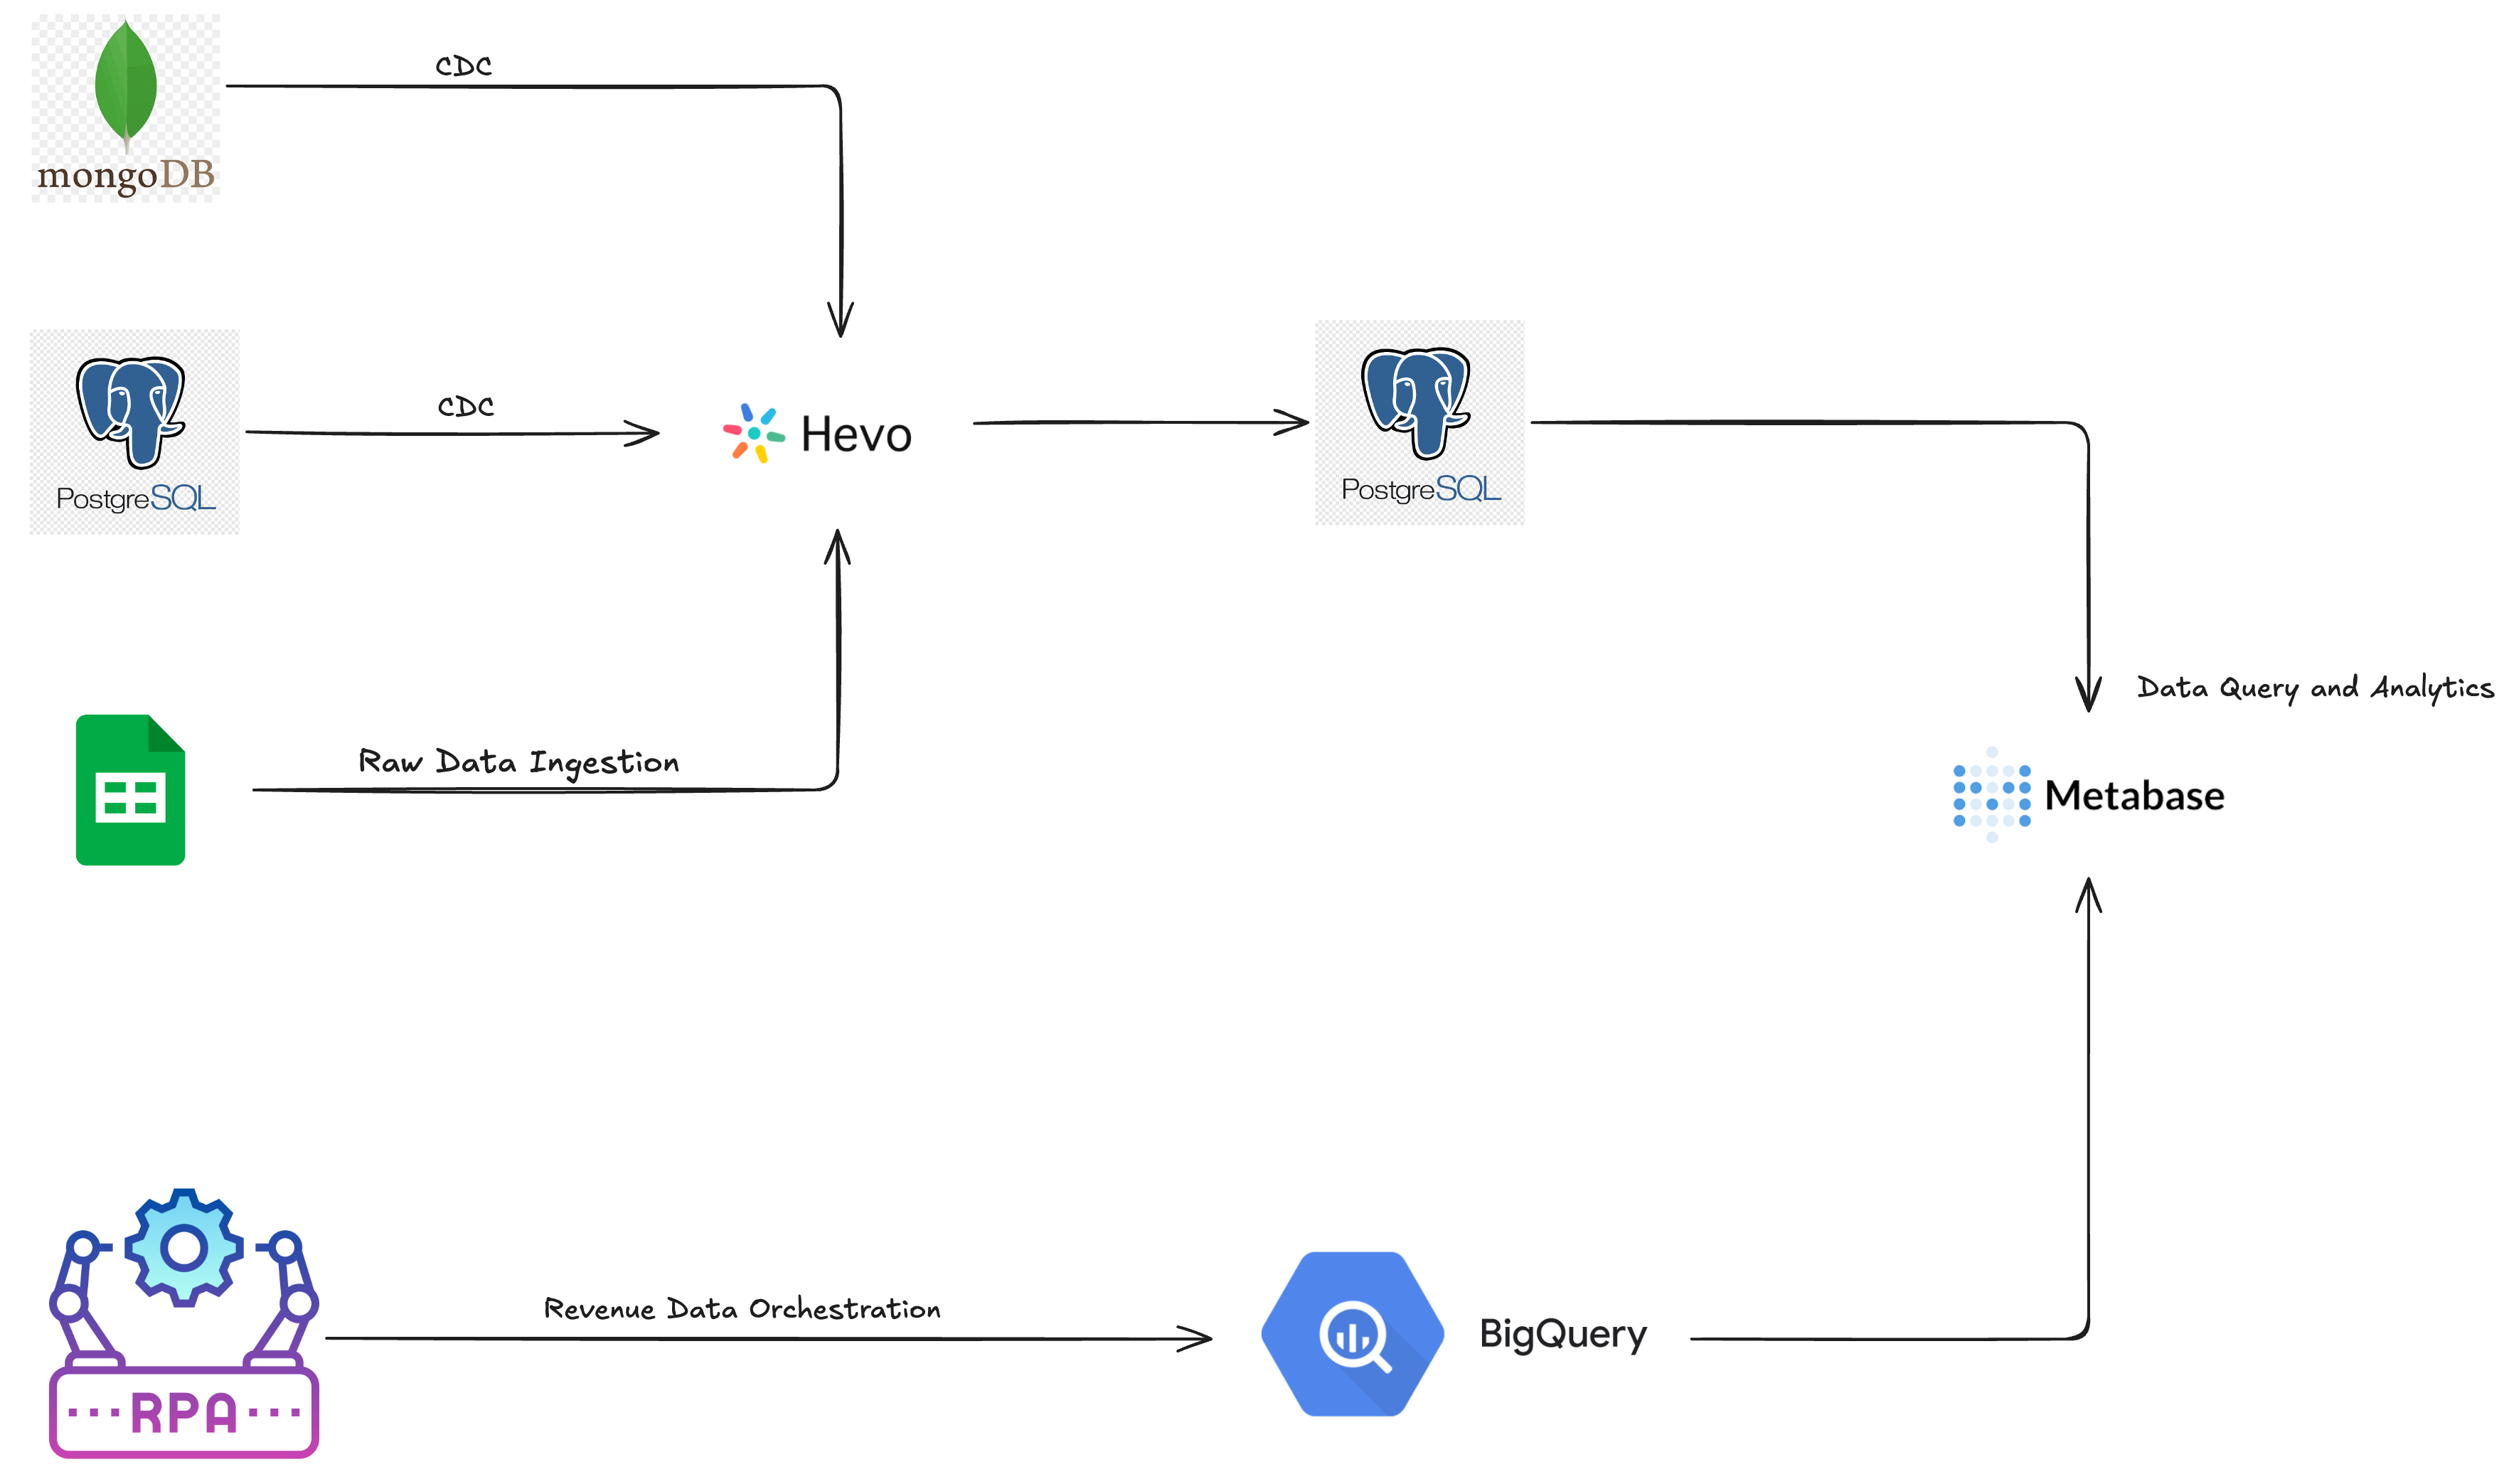 CDC
mongoDB
CDC
PostgreSQL
Hevo
PostgreSQL
Raw Data Ingestion
Data Query and Analytics
Metabase
Revenue Data Orchestration
BigQuery
RPA